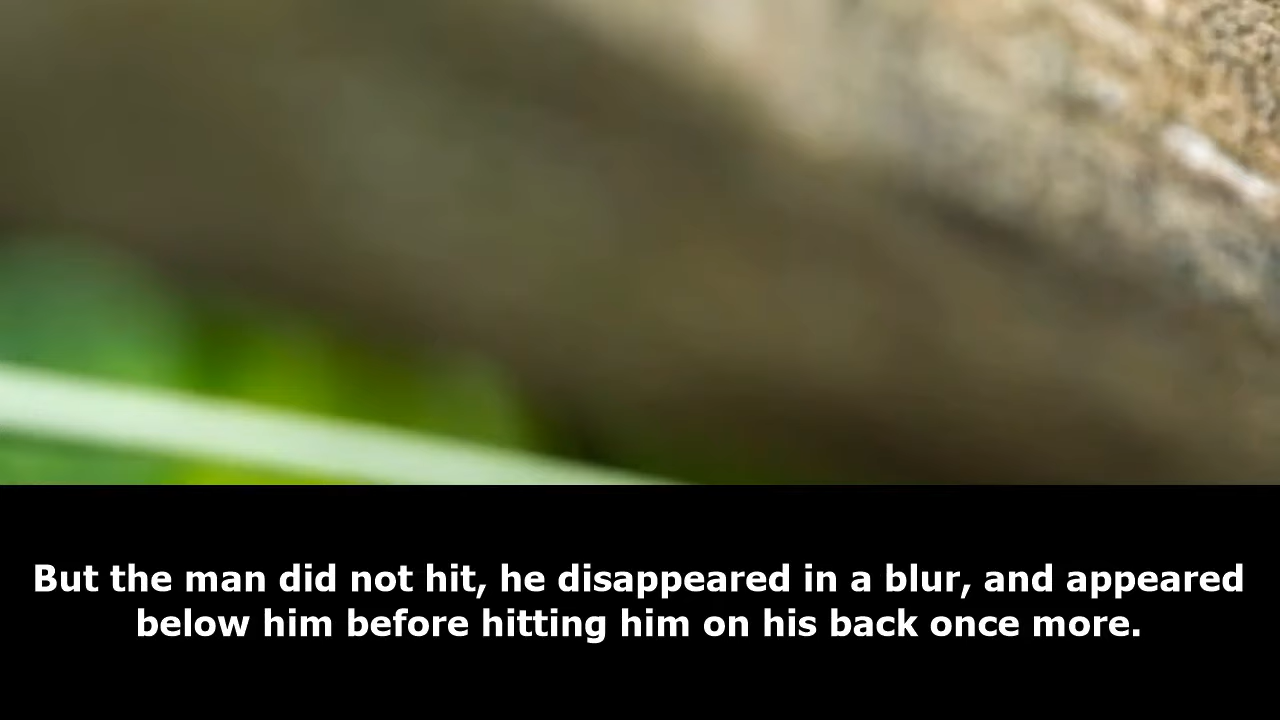 But the man did not hit, he disappeared in a blur, and appeared
below him before hitting him on his back once more.